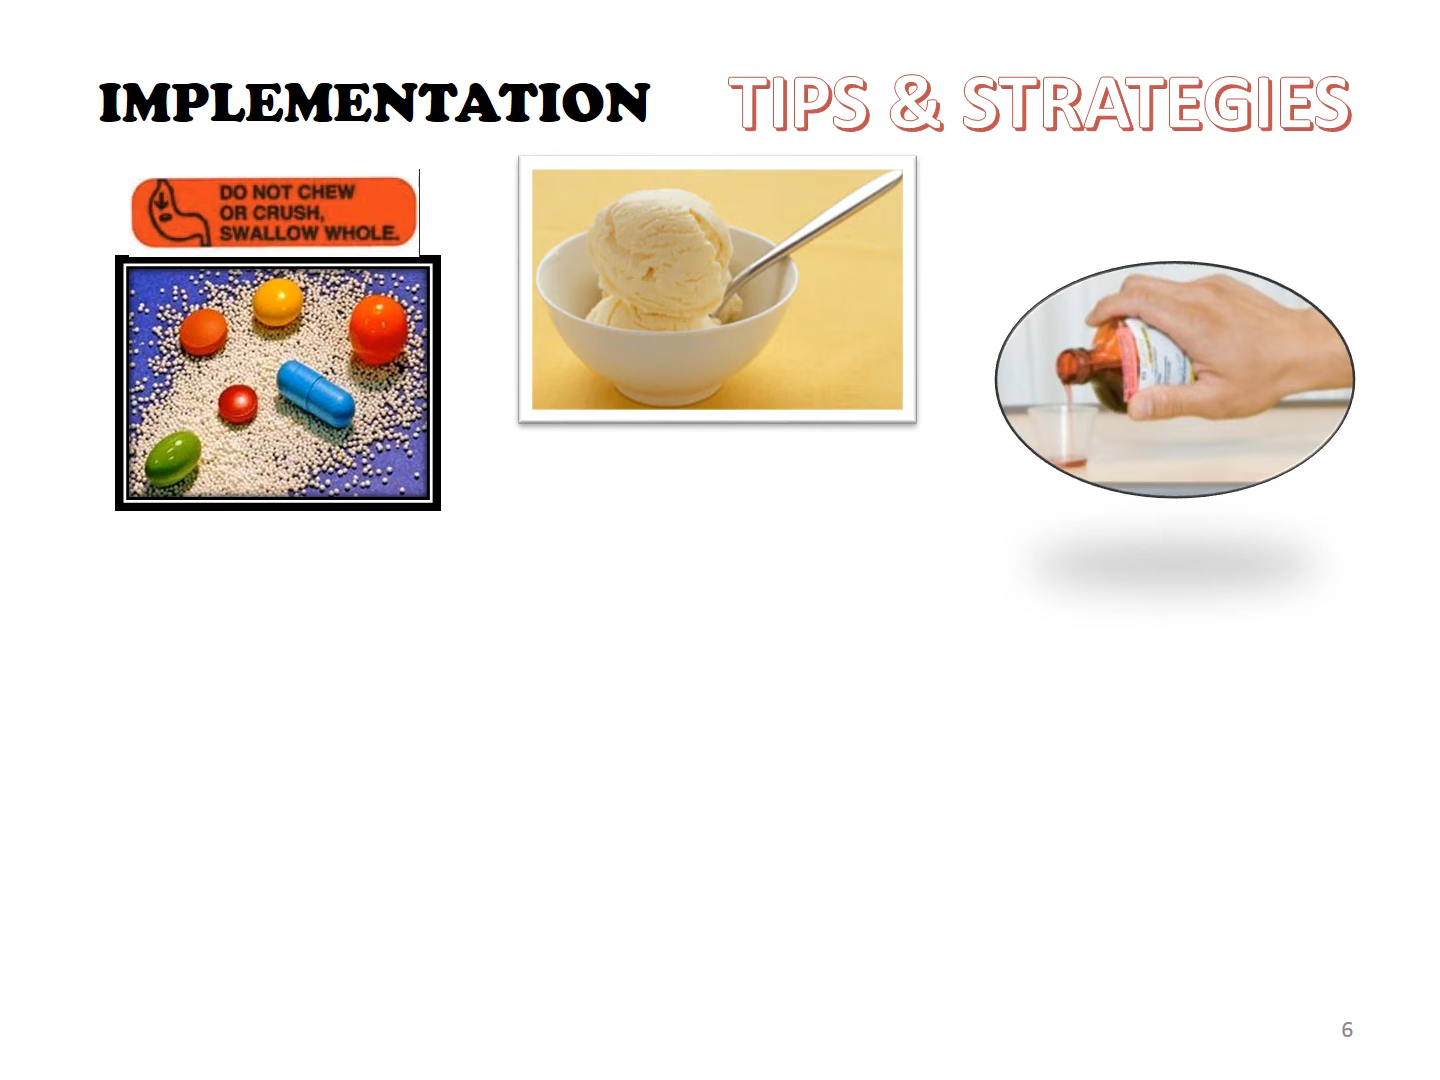 IMPLEMENTATION TIPS & STRATEGIES
DO NOT CHEW
OR CRUSH,
SWALLOW WHOLE.
6